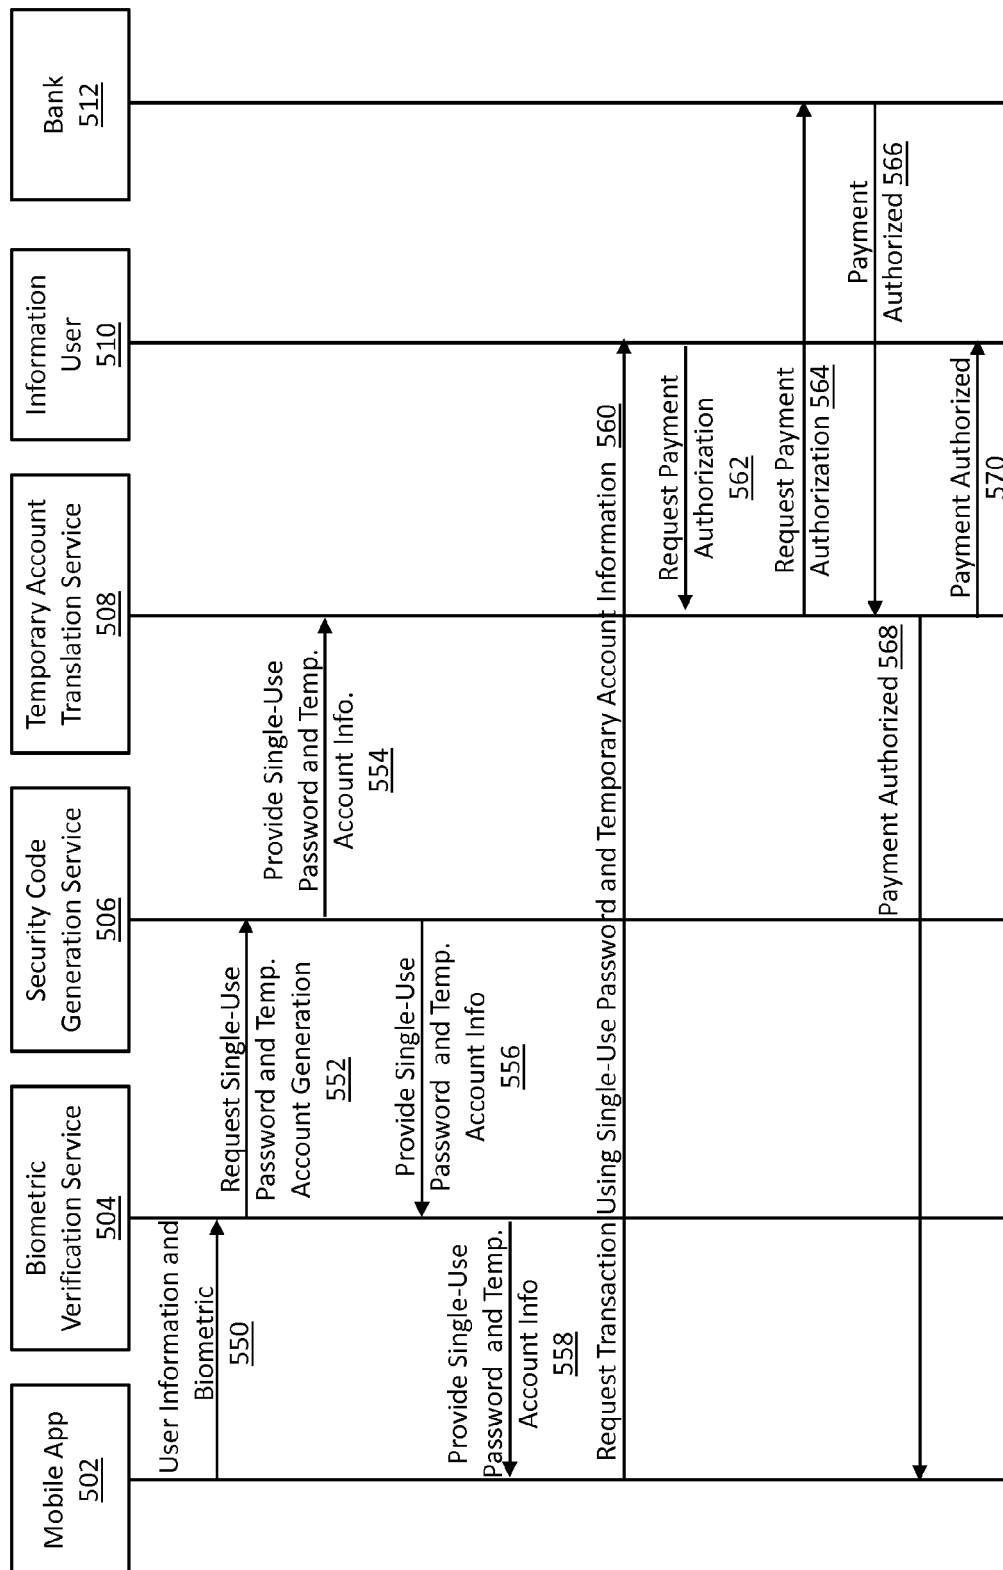 Mobile App
502
Biometric
Verification Service
504
Security Code
Generation Service
506
Temporary Account
Translation Service
508
Information
User
510
Bank
512
User Information and
Biometric
550
Request Single-Use
Password and Temp.
Account Generation
552
Provide Single-Use
Password and Temp.
Account Info.
554
Provide Single-Use
Password and Temp.
Account Info
556
Provide Single-Use
Password and Temp.
Account Info
558
Request Transaction Using Single-Use Password and Temporary Account Information 560
Request Payment
Authorization
562
Request Payment
Authorization 564
Payment
Authorized 566
Payment Authorized 568
Payment Authorized
570